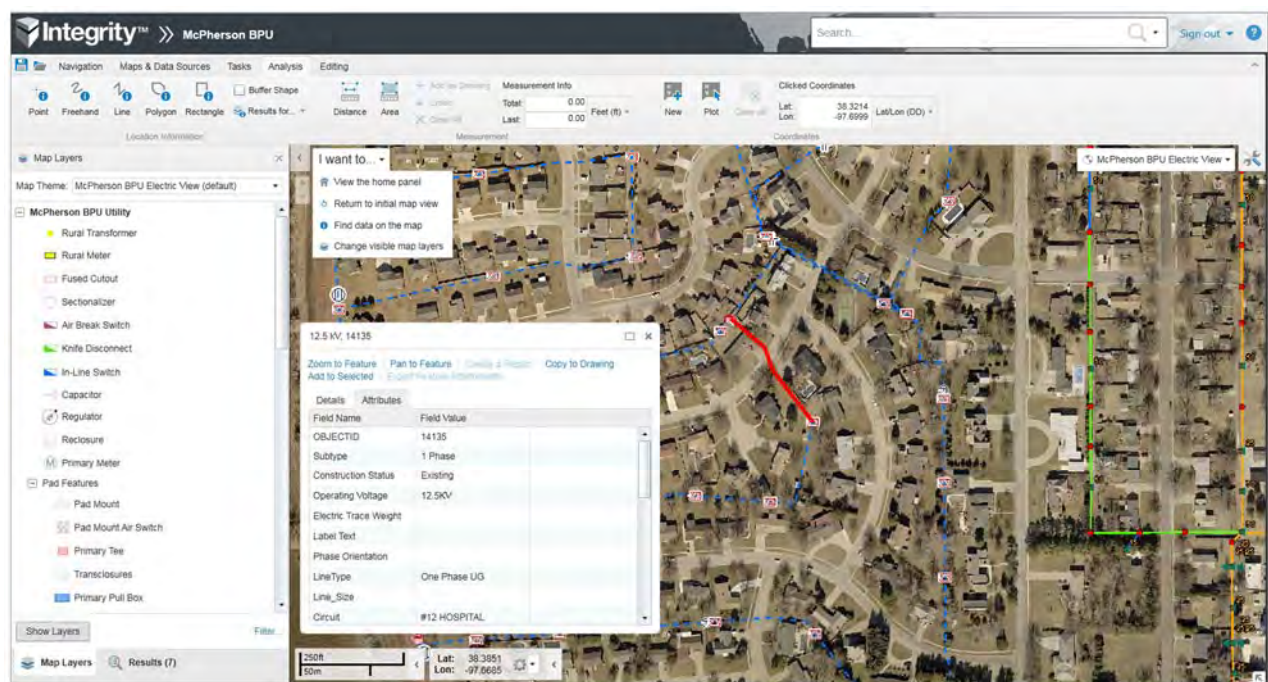 Integrity™ McPherson BPU
Search...
Sign out
Navigation Maps & Data Sources Tasks Analysis Editing
Point Freehand Line Polygon Rectangle
Buffer Shape
Results for...
Location Information
Distance Area
Measurement Info
Total: 0.00
Last: 0.00
Feet (ft)
Measurement
New Plot Clear all
Clicked Coordinates
Lat: 38.3214
Lon: -97.6999
Lat/Lon (DD)
Coordinates
Map Layers
Map Theme: McPherson BPU Electric View (default)
McPherson BPU Utility
Rural Transformer
Rural Meter
Fused Cutout
Sectionalizer
Air Break Switch
Knife Disconnect
In-Line Switch
Capacitor
Regulator
Reclosure
M Primary Meter
Pad Features
Pad Mount
Pad Mount Air Switch
Primary Tee
Transclosures
Primary Pull Box
Show Layers
Filter...
Map Layers
Results (7)
I want to...
View the home panel
Return to initial map view
Find data on the map
Change visible map layers
McPherson BPU Electric View
12.5 kV, 14135
Zoom to Feature Pan to Feature Create a Report Copy to Drawing
Add to Selected
Details Attributes
Field Name Field Value
OBJECTID 14135
Subtype 1 Phase
Construction Status Existing
Operating Voltage 12.5KV
Electric Trace Weight
Label Text
Phase Orientation
LineType One Phase UG
Line_Size
Circuit #12 HOSPITAL
250ft
50m
Lat: 38.3851
Lon: -97.6685